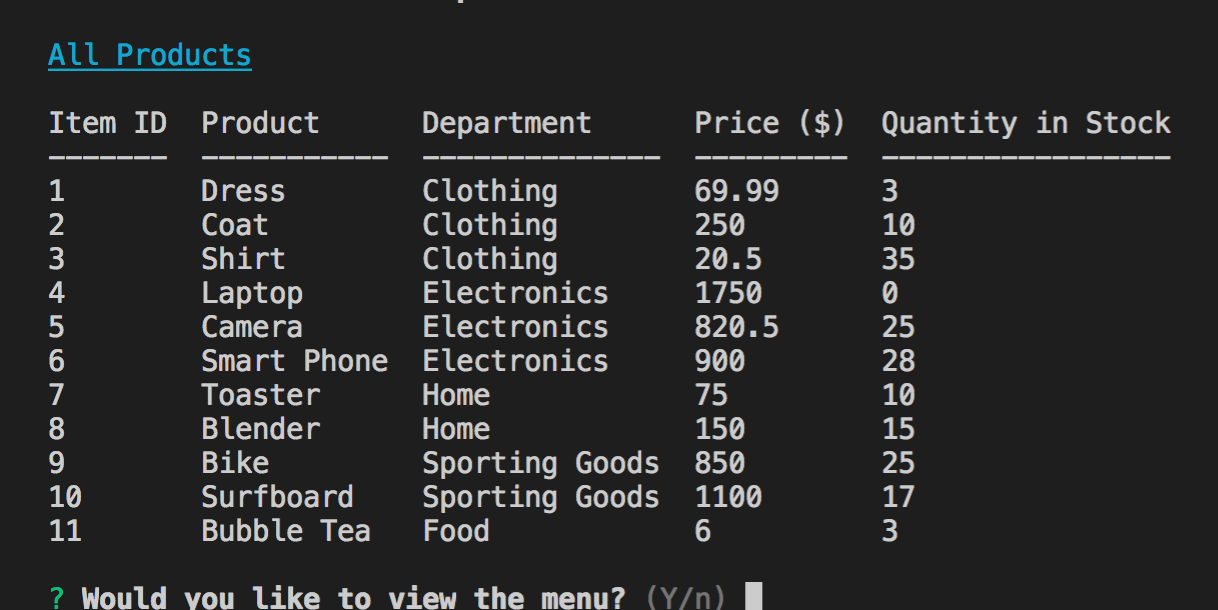 All Products
Item ID  Product      Department      Price ($)  Quantity in Stock
-------  -----------  --------------  ---------  -----------------
1        Dress        Clothing        69.99      3
2        Coat         Clothing        250        10
3        Shirt        Clothing        20.5       35
4        Laptop       Electronics     1750       0
5        Camera       Electronics     820.5      25
6        Smart Phone  Electronics     900        28
7        Toaster      Home            75         10
8        Blender      Home            150        15
9        Bike         Sporting Goods  850        25
10       Surfboard    Sporting Goods  1100       17
11       Bubble Tea   Food            6          3
? Would you like to view the menu? (Y/n)